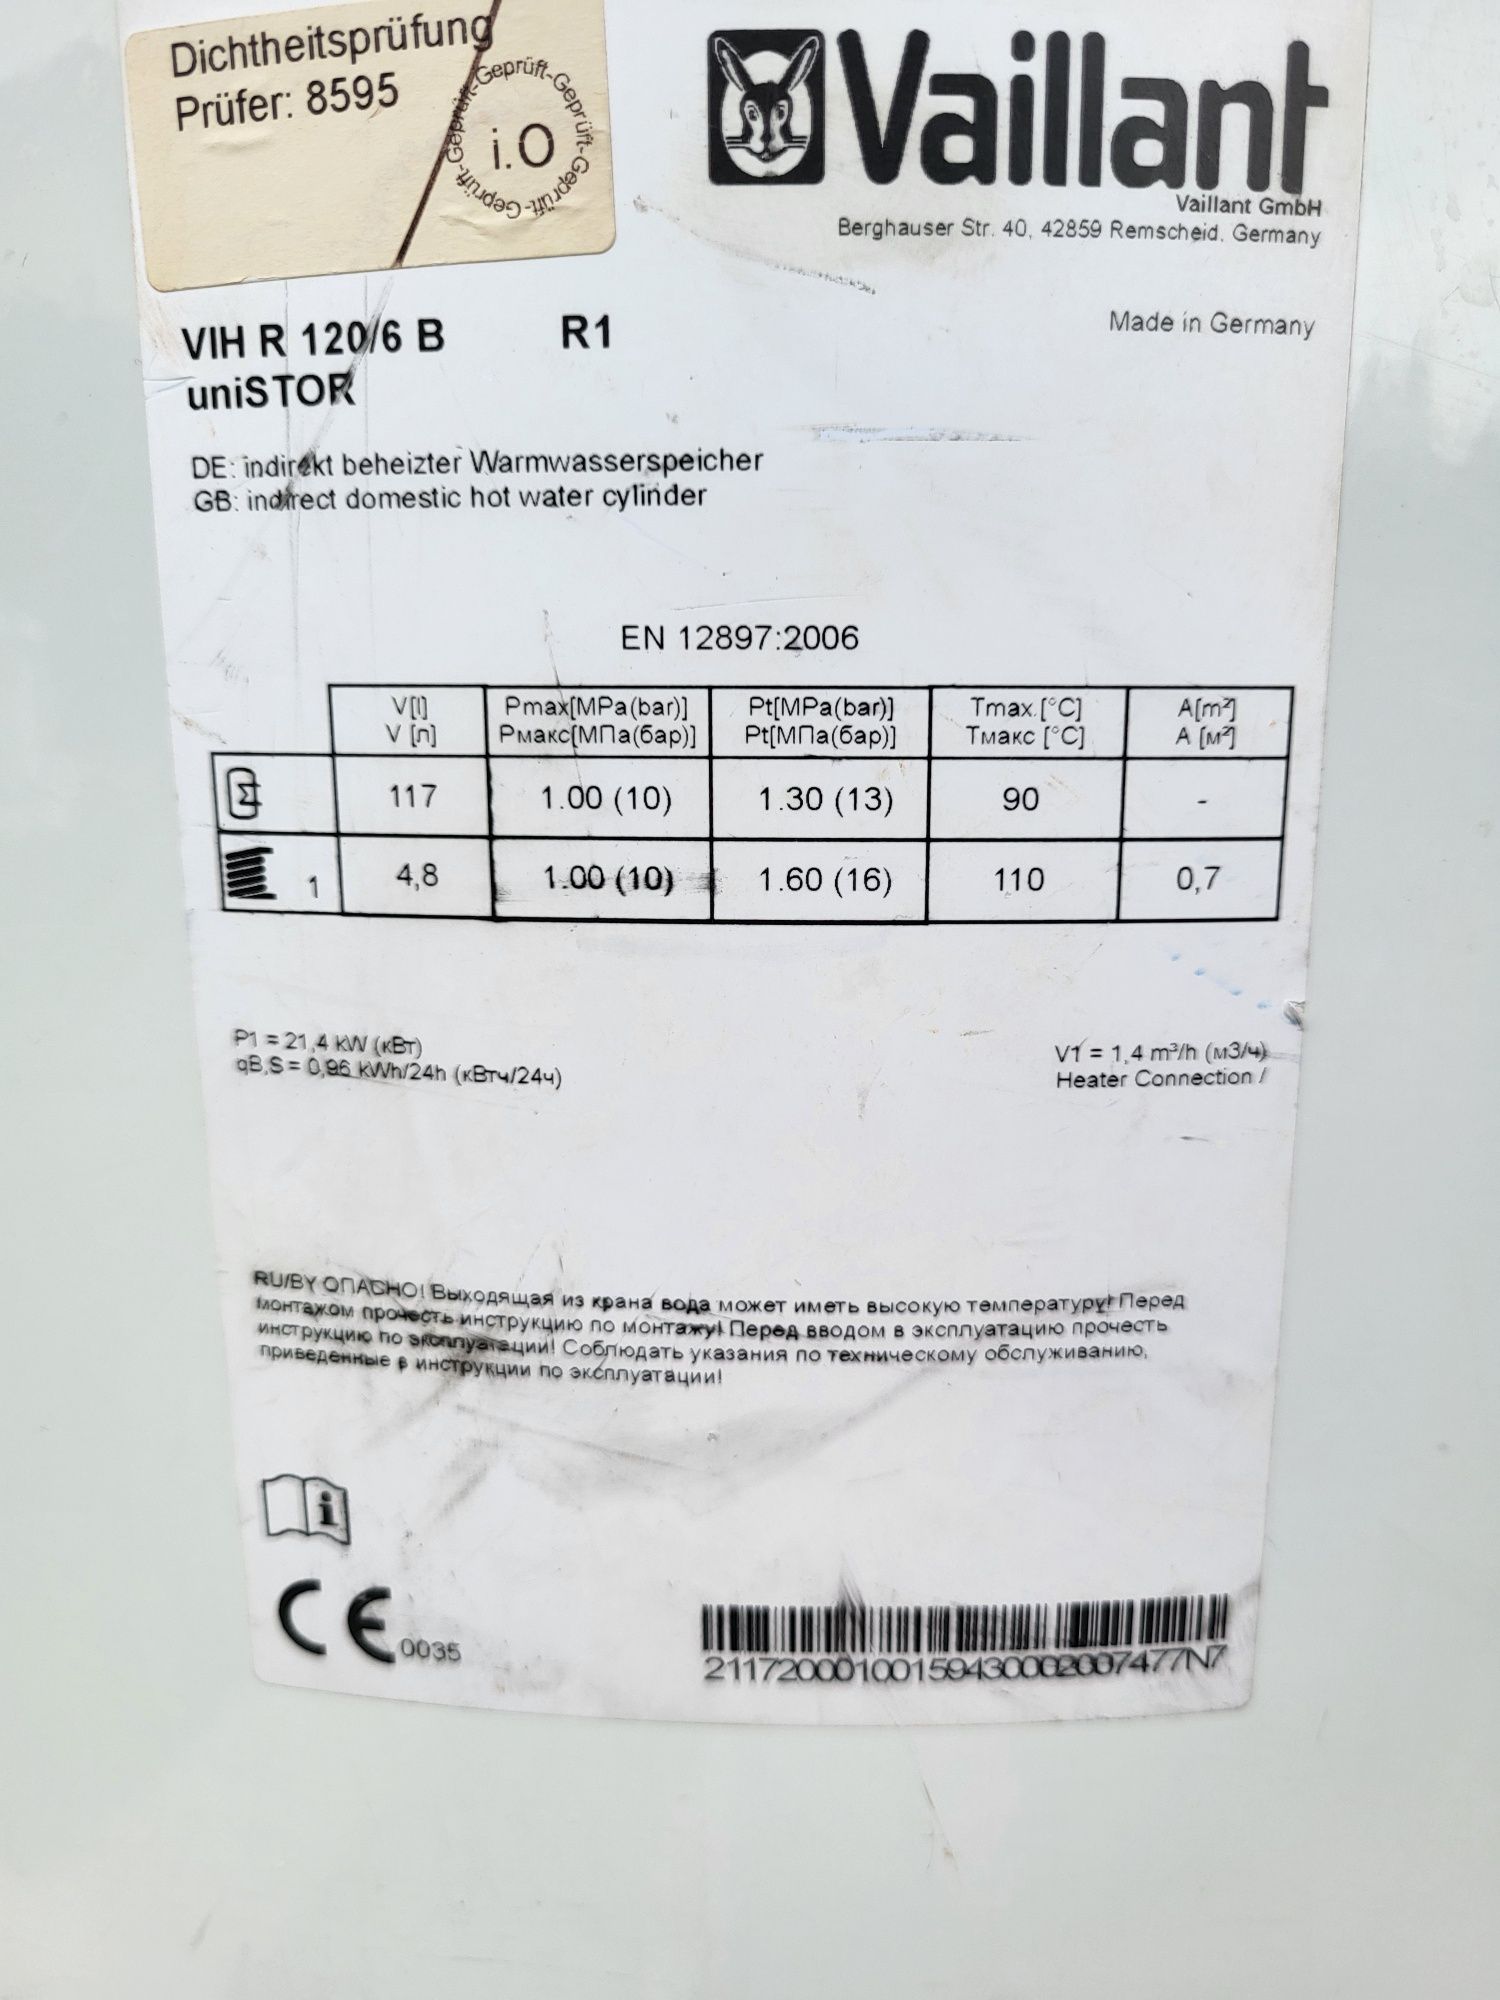 Dichtheitsprüfung
Prüfer: 8595
Geprüft-Geprüft-Geprüft-Geprüft-Geprüft-
i.O
Vaillant
Vaillant GmbH
Berghauser Str. 40, 42859 Remscheid, Germany
VIH R 120/6 B R1
Made in Germany
uniSTOR
DE: indirekt beheizter Warmwasserspeicher
GB: indirect domestic hot water cylinder
EN 12897:2006
V[l] Pmax[MPa(bar)] Pt[MPa(bar)] Tmax.[°C] A[m²]
V [л] Pмакс[МПа(бар)] Pt[МПа(бар)] Tмакс [°C] A [м²]
117 1.00 (10) 1.30 (13) 90 -
1 4,8 1.00 (10) 1.60 (16) 110 0,7
P1 = 21,4 kW (кВт)
qB,S = 0,96 kWh/24h (кВтч/24ч)
V1 = 1,4 m³/h (м3/ч)
Heater Connection /
RU/BY ОПАСНО! Выходящая из крана вода может иметь высокую температуру! Перед
монтажом прочесть инструкцию по монтажу! Перед вводом в эксплуатацию прочесть
инструкцию по эксплуатации! Соблюдать указания по техническому обслуживанию,
приведенные в инструкции по эксплуатации!
i
CE 0035
21172000100159430002007477N7